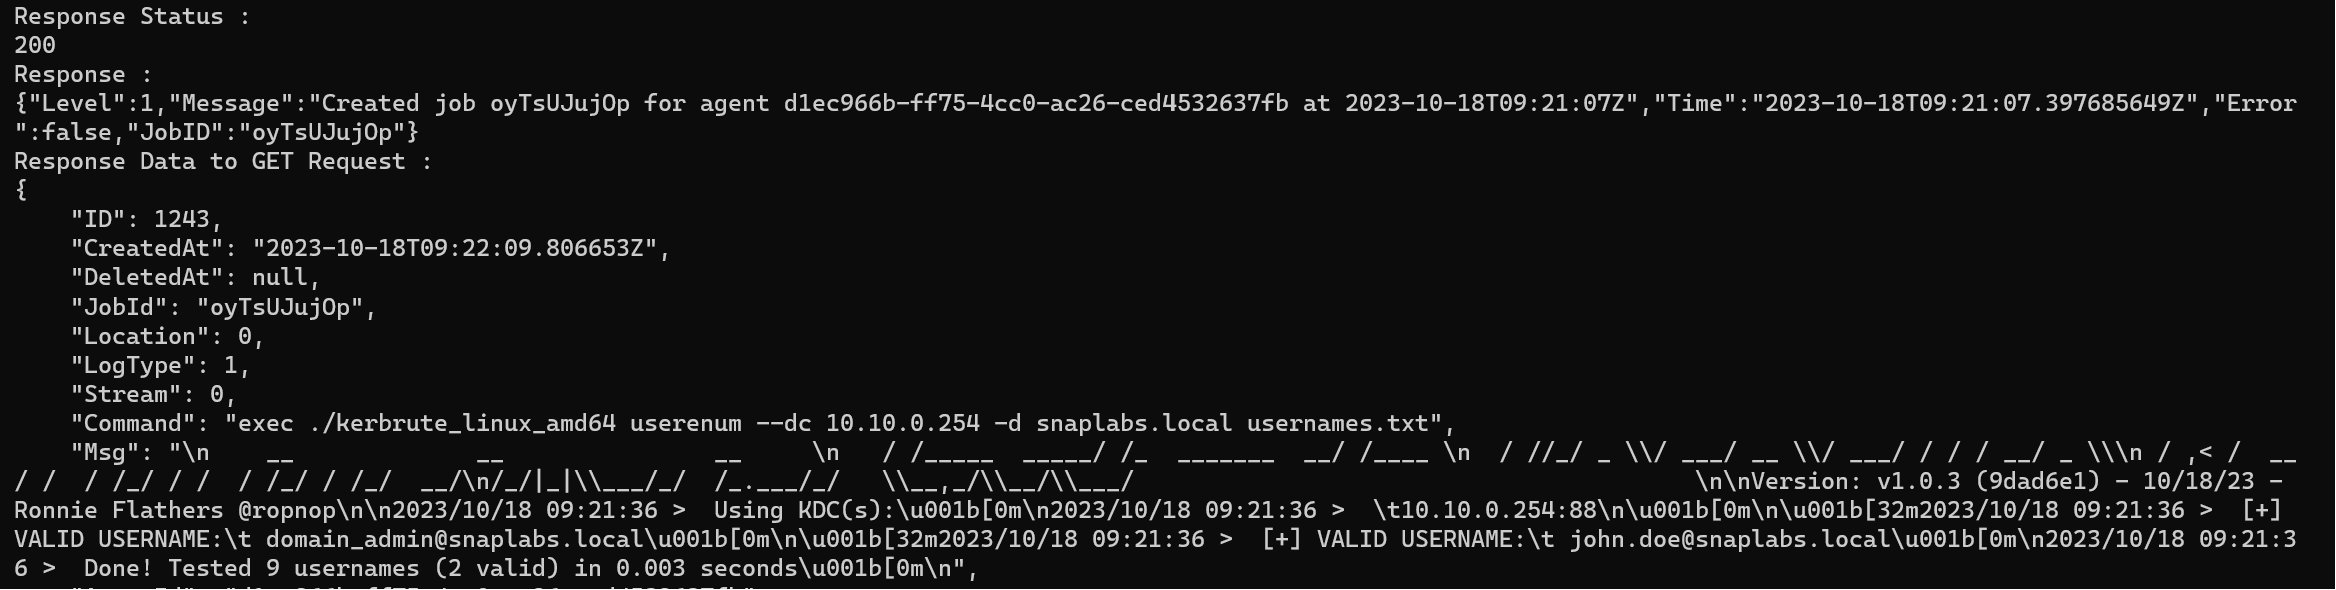 Response Status :
200
Response :
{"Level":1,"Message":"Created job oyTsUJujOp for agent d1ec966b-ff75-4cc0-ac26-ced4532637fb at 2023-10-18T09:21:07Z","Time":"2023-10-18T09:21:07.397685649Z","Error
":false,"JobID":"oyTsUJujOp"}
Response Data to GET Request :
{
    "ID": 1243,
    "CreatedAt": "2023-10-18T09:22:09.806653Z",
    "DeletedAt": null,
    "JobId": "oyTsUJujOp",
    "Location": 0,
    "LogType": 1,
    "Stream": 0,
    "Command": "exec ./kerbrute_linux_amd64 userenum --dc 10.10.0.254 -d snaplabs.local usernames.txt",
    "Msg": "\n    __             __               __     \n   / /_____  _____/ /_  _______  __/ /____ \n  / //_/ _ \\/ ___/ __ \\/ ___/ / / / __/ _ \\\n / ,< /  __
/ /  / /_/ / /  / /_/ / /_/  __/\n/_/|_|\\___/_/  /_.___/_/   \\__,_/\\__/\\___/                                        \n\nVersion: v1.0.3 (9dad6e1) - 10/18/23 -
Ronnie Flathers @ropnop\n\n2023/10/18 09:21:36 >  Using KDC(s):\u001b[0m\n2023/10/18 09:21:36 >  \t10.10.0.254:88\n\u001b[0m\n\u001b[32m2023/10/18 09:21:36 >  [+]
VALID USERNAME:\t domain_admin@snaplabs.local\u001b[0m\n\u001b[32m2023/10/18 09:21:36 >  [+] VALID USERNAME:\t john.doe@snaplabs.local\u001b[0m\n2023/10/18 09:21:3
6 >  Done! Tested 9 usernames (2 valid) in 0.003 seconds\u001b[0m\n",